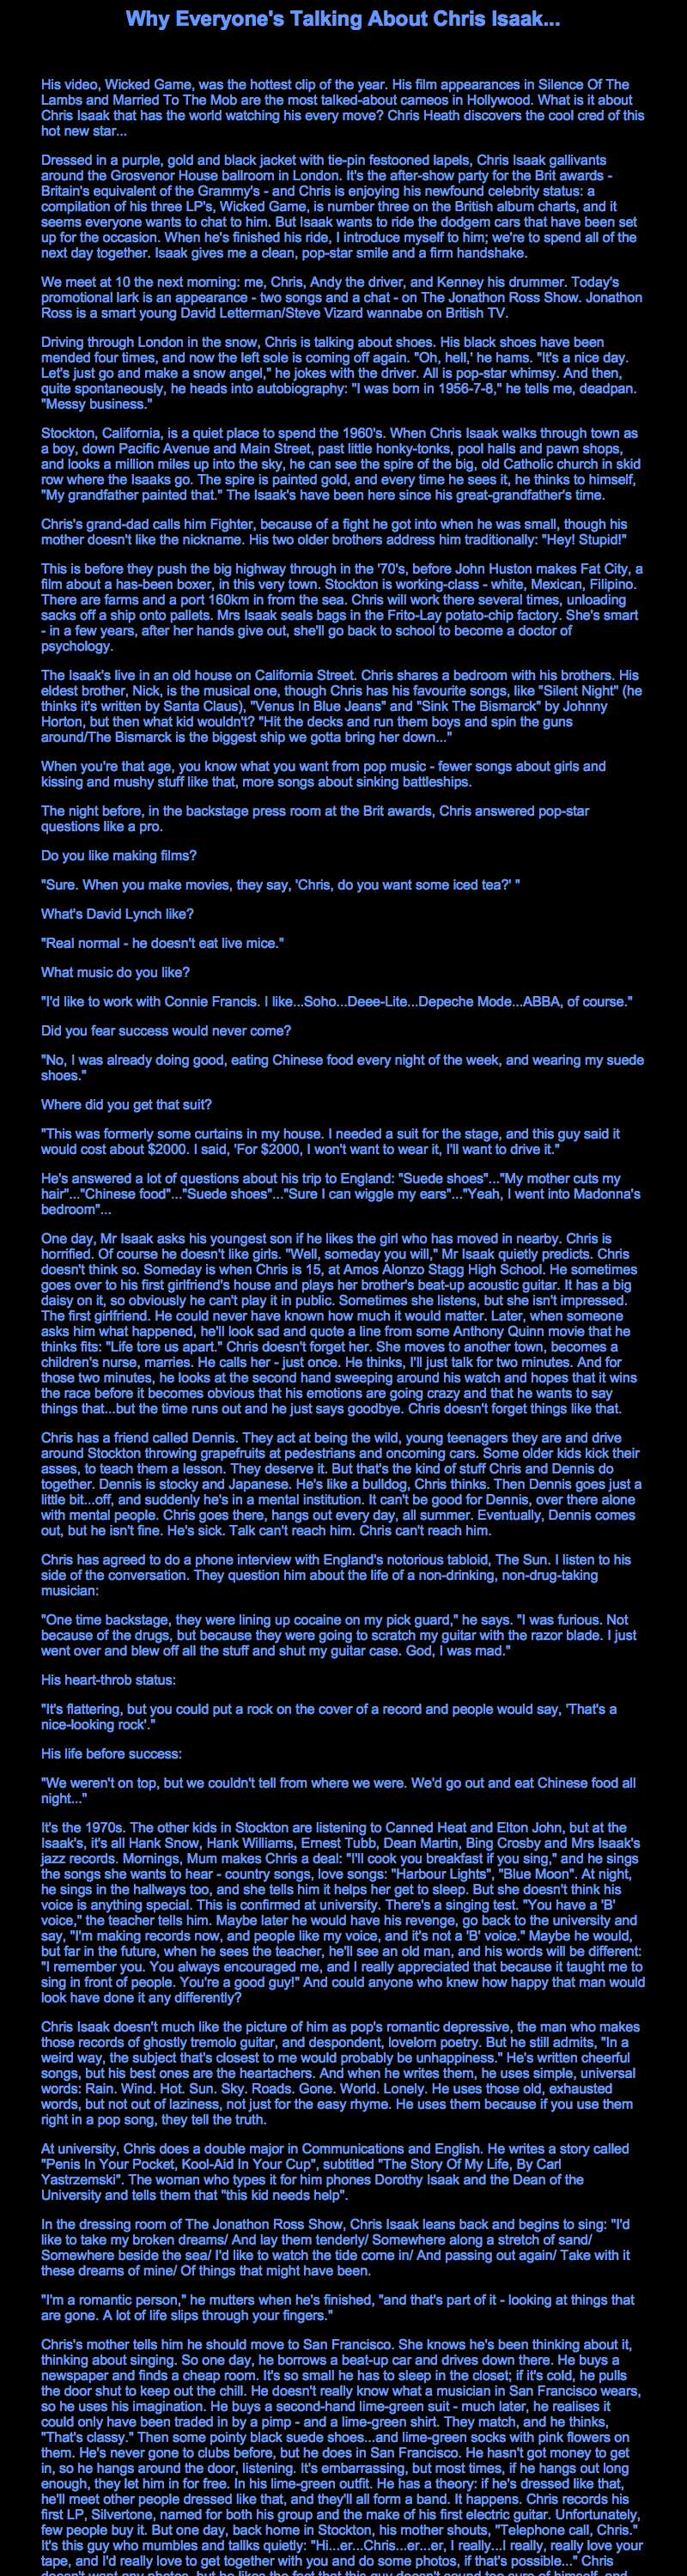 Why Everyone's Talking About Chris Isaak...
His video, Wicked Game, was the hottest clip of the year. His film appearances in Silence Of The
Lambs and Married To The Mob are the most talked-about cameos in Hollywood. What is it about
Chris Isaak that has the world watching his every move? Chris Heath discovers the cool cred of this
hot new star...
Dressed in a purple, gold and black jacket with tie-pin festooned lapels, Chris Isaak gallivants
around the Grosvenor House ballroom in London. It's the after-show party for the Brit awards -
Britain's equivalent of the Grammy's - and Chris is enjoying his newfound celebrity status: a
compilation of his three LP's, Wicked Game, is number three on the British album charts, and it
seems everyone wants to chat to him. But Isaak wants to ride the dodgem cars that have been set
up for the occasion. When he's finished his ride, I introduce myself to him; we're to spend all of the
next day together. Isaak gives me a clean, pop-star smile and a firm handshake.
We meet at 10 the next morning: me, Chris, Andy the driver, and Kenney his drummer. Today's
promotional lark is an appearance - two songs and a chat - on The Jonathon Ross Show. Jonathon
Ross is a smart young David Letterman/Steve Vizard wannabe on British TV.
Driving through London in the snow, Chris is talking about shoes. His black shoes have been
mended four times, and now the left sole is coming off again. "Oh, hell,' he hams. "It's a nice day.
Let's just go and make a snow angel," he jokes with the driver. All is pop-star whimsy. And then,
quite spontaneously, he heads into autobiography: "I was born in 1956-7-8," he tells me, deadpan.
"Messy business."
Stockton, California, is a quiet place to spend the 1960's. When Chris Isaak walks through town as
a boy, down Pacific Avenue and Main Street, past little honky-tonks, pool halls and pawn shops,
and looks a million miles up into the sky, he can see the spire of the big, old Catholic church in skid
row where the Isaaks go. The spire is painted gold, and every time he sees it, he thinks to himself,
"My grandfather painted that." The Isaak's have been here since his great-grandfather's time.
Chris's grand-dad calls him Fighter, because of a fight he got into when he was small, though his
mother doesn't like the nickname. His two older brothers address him traditionally: "Hey! Stupid!"
This is before they push the big highway through in the '70's, before John Huston makes Fat City, a
film about a has-been boxer, in this very town. Stockton is working-class - white, Mexican, Filipino.
There are farms and a port 160km in from the sea. Chris will work there several times, unloading
sacks off a ship onto pallets. Mrs Isaak seals bags in the Frito-Lay potato-chip factory. She's smart
- in a few years, after her hands give out, she'll go back to school to become a doctor of
psychology.
The Isaak's live in an old house on California Street. Chris shares a bedroom with his brothers. His
eldest brother, Nick, is the musical one, though Chris has his favourite songs, like "Silent Night" (he
thinks it's written by Santa Claus), "Venus In Blue Jeans" and "Sink The Bismarck" by Johnny
Horton, but then what kid wouldn't? "Hit the decks and run them boys and spin the guns
around/The Bismarck is the biggest ship we gotta bring her down..."
When you're that age, you know what you want from pop music - fewer songs about girls and
kissing and mushy stuff like that, more songs about sinking battleships.
The night before, in the backstage press room at the Brit awards, Chris answered pop-star
questions like a pro.
Do you like making films?
"Sure. When you make movies, they say, 'Chris, do you want some iced tea?' "
What's David Lynch like?
"Real normal - he doesn't eat live mice."
What music do you like?
"I'd like to work with Connie Francis. I like...Soho...Deee-Lite...Depeche Mode...ABBA, of course."
Did you fear success would never come?
"No, I was already doing good, eating Chinese food every night of the week, and wearing my suede
shoes."
Where did you get that suit?
"This was formerly some curtains in my house. I needed a suit for the stage, and this guy said it
would cost about $2000. I said, 'For $2000, I won't want to wear it, I'll want to drive it."
He's answered a lot of questions about his trip to England: "Suede shoes"..."My mother cuts my
hair"..."Chinese food"..."Suede shoes"..."Sure I can wiggle my ears"..."Yeah, I went into Madonna's
bedroom"...
One day, Mr Isaak asks his youngest son if he likes the girl who has moved in nearby. Chris is
horrified. Of course he doesn't like girls. "Well, someday you will," Mr Isaak quietly predicts. Chris
doesn't think so. Someday is when Chris is 15, at Amos Alonzo Stagg High School. He sometimes
goes over to his first girlfriend's house and plays her brother's beat-up acoustic guitar. It has a big
daisy on it, so obviously he can't play it in public. Sometimes she listens, but she isn't impressed.
The first girlfriend. He could never have known how much it would matter. Later, when someone
asks him what happened, he'll look sad and quote a line from some Anthony Quinn movie that he
thinks fits: "Life tore us apart." Chris doesn't forget her. She moves to another town, becomes a
children's nurse, marries. He calls her - just once. He thinks, I'll just talk for two minutes. And for
those two minutes, he looks at the second hand sweeping around his watch and hopes that it wins
the race before it becomes obvious that his emotions are going crazy and that he wants to say
things that...but the time runs out and he just says goodbye. Chris doesn't forget things like that.
Chris has a friend called Dennis. They act at being the wild, young teenagers they are and drive
around Stockton throwing grapefruits at pedestrians and oncoming cars. Some older kids kick their
asses, to teach them a lesson. They deserve it. But that's the kind of stuff Chris and Dennis do
together. Dennis is stocky and Japanese. He's like a bulldog, Chris thinks. Then Dennis goes just a
little bit...off, and suddenly he's in a mental institution. It can't be good for Dennis, over there alone
with mental people. Chris goes there, hangs out every day, all summer. Eventually, Dennis comes
out, but he isn't fine. He's sick. Talk can't reach him. Chris can't reach him.
Chris has agreed to do a phone interview with England's notorious tabloid, The Sun. I listen to his
side of the conversation. They question him about the life of a non-drinking, non-drug-taking
musician:
"One time backstage, they were lining up cocaine on my pick guard," he says. "I was furious. Not
because of the drugs, but because they were going to scratch my guitar with the razor blade. I just
went over and blew off all the stuff and shut my guitar case. God, I was mad."
His heart-throb status:
"It's flattering, but you could put a rock on the cover of a record and people would say, 'That's a
nice-looking rock'."
His life before success:
"We weren't on top, but we couldn't tell from where we were. We'd go out and eat Chinese food all
night..."
It's the 1970s. The other kids in Stockton are listening to Canned Heat and Elton John, but at the
Isaak's, it's all Hank Snow, Hank Williams, Ernest Tubb, Dean Martin, Bing Crosby and Mrs Isaak's
jazz records. Mornings, Mum makes Chris a deal: "I'll cook you breakfast if you sing," and he sings
the songs she wants to hear - country songs, love songs: "Harbour Lights", "Blue Moon". At night,
he sings in the hallways too, and she tells him it helps her get to sleep. But she doesn't think his
voice is anything special. This is confirmed at university. There's a singing test. "You have a 'B'
voice," the teacher tells him. Maybe later he would have his revenge, go back to the university and
say, "I'm making records now, and people like my voice, and it's not a 'B' voice." Maybe he would,
but far in the future, when he sees the teacher, he'll see an old man, and his words will be different:
"I remember you. You always encouraged me, and I really appreciated that because it taught me to
sing in front of people. You're a good guy!" And could anyone who knew how happy that man would
look have done it any differently?
Chris Isaak doesn't much like the picture of him as pop's romantic depressive, the man who makes
those records of ghostly tremolo guitar, and despondent, lovelorn poetry. But he still admits, "In a
weird way, the subject that's closest to me would probably be unhappiness." He's written cheerful
songs, but his best ones are the heartachers. And when he writes them, he uses simple, universal
words: Rain. Wind. Hot. Sun. Sky. Roads. Gone. World. Lonely. He uses those old, exhausted
words, but not out of laziness, not just for the easy rhyme. He uses them because if you use them
right in a pop song, they tell the truth.
At university, Chris does a double major in Communications and English. He writes a story called
"Penis In Your Pocket, Kool-Aid In Your Cup", subtitled "The Story Of My Life, By Carl
Yastrzemski". The woman who types it for him phones Dorothy Isaak and the Dean of the
University and tells them that "this kid needs help".
In the dressing room of The Jonathon Ross Show, Chris Isaak leans back and begins to sing: "I'd
like to take my broken dreams/ And lay them tenderly/ Somewhere along a stretch of sand/
Somewhere beside the sea/ I'd like to watch the tide come in/ And passing out again/ Take with it
these dreams of mine/ Of things that might have been.
"I'm a romantic person," he mutters when he's finished, "and that's part of it - looking at things that
are gone. A lot of life slips through your fingers."
Chris's mother tells him he should move to San Francisco. She knows he's been thinking about it,
thinking about singing. So one day, he borrows a beat-up car and drives down there. He buys a
newspaper and finds a cheap room. It's so small he has to sleep in the closet; if it's cold, he pulls
the door shut to keep out the chill. He doesn't really know what a musician in San Francisco wears,
so he uses his imagination. He buys a second-hand lime-green suit - much later, he realises it
could only have been traded in by a pimp - and a lime-green shirt. They match, and he thinks,
"That's classy." Then some pointy black suede shoes...and lime-green socks with pink flowers on
them. He's never gone to clubs before, but he does in San Francisco. He hasn't got money to get
in, so he hangs around the door, listening. It's embarrassing, but most times, if he hangs out long
enough, they let him in for free. In his lime-green outfit. He has a theory: if he's dressed like that,
he'll meet other people dressed like that, and they'll all form a band. It happens. Chris records his
first LP, Silvertone, named for both his group and the make of his first electric guitar. Unfortunately,
few people buy it. But one day, back home in Stockton, his mother shouts, "Telephone call, Chris."
It's this guy who mumbles and tallks quietly: "Hi...er...Chris...er...er, I really...I really, really love your
tape, and I'd really love to get together with you and do some photos, if that's possible..." Chris